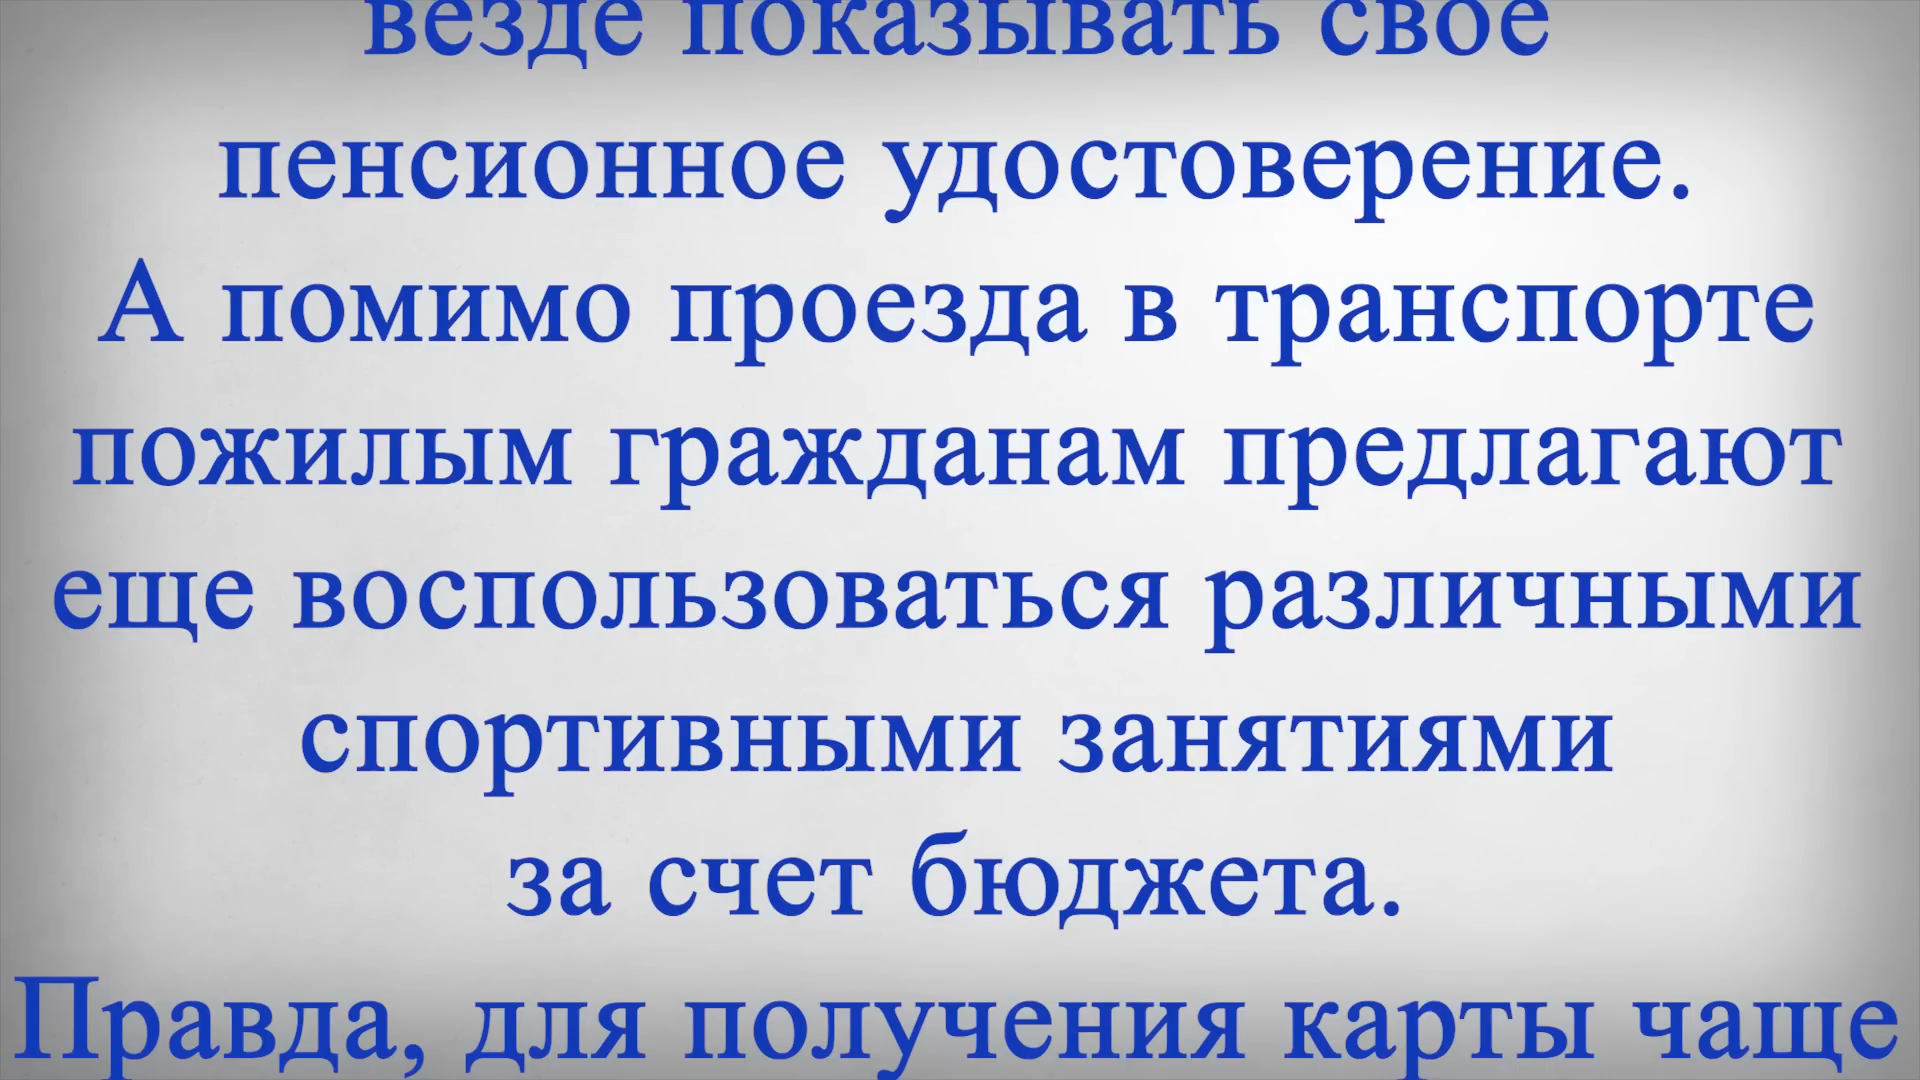 везде показывать свое
пенсионное удостоверение.
А помимо проезда в транспорте
пожилым гражданам предлагают
еще воспользоваться различными
спортивными занятиями
за счет бюджета.
Правда, для получения карты чаще